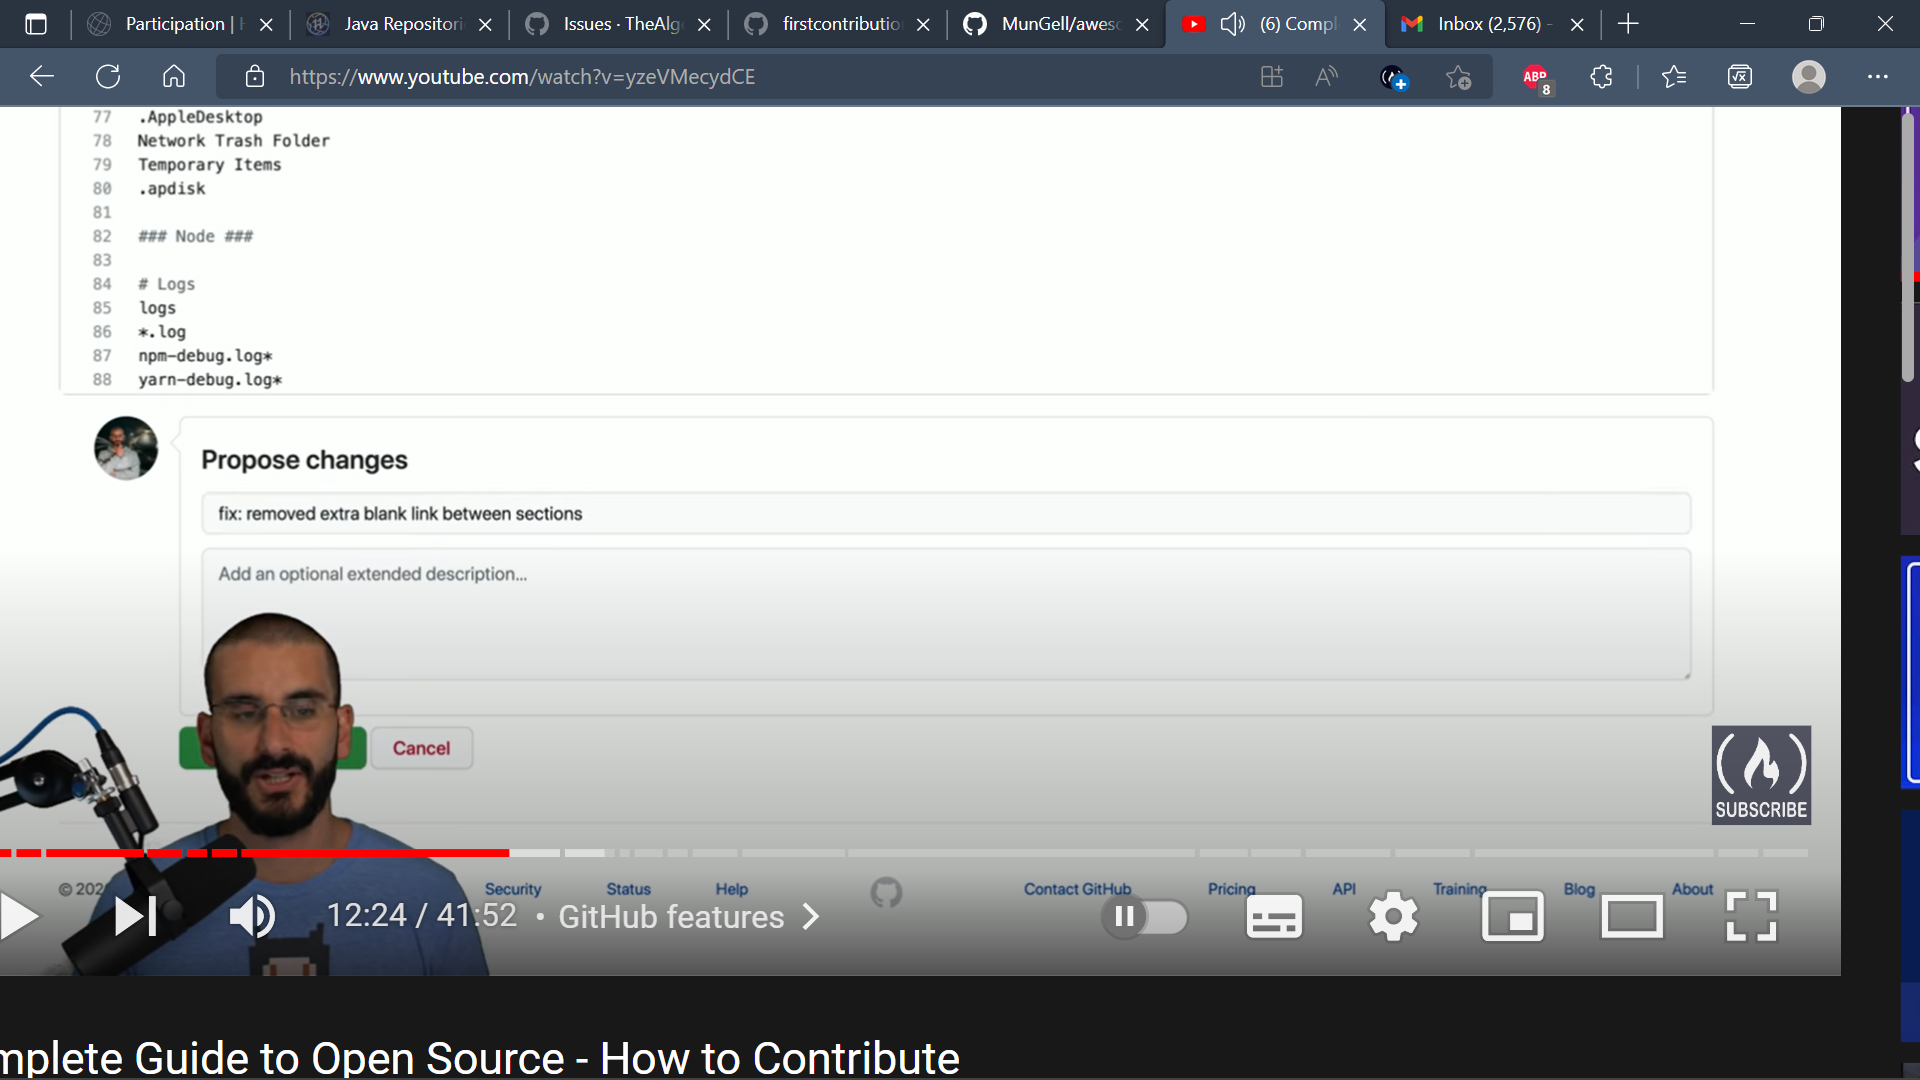 Participation |
Java Repositori
Issues · TheAlg
firstcontributio
MunGell/awes
(6) Compl
Inbox (2,576) -
https://www.youtube.com/watch?v=yzeVMecydCE
ABP
8
77 .AppleDesktop
78 Network Trash Folder
79 Temporary Items
80 .apdisk
81
82 ### Node ###
83
84 # Logs
85 logs
86 *.log
87 npm-debug.log*
88 yarn-debug.log*
Propose changes
fix: removed extra blank link between sections
Add an optional extended description...
Cancel
SUBSCRIBE
© 202
Security
Status
Help
Contact GitHub
Pricing
API
Training
Blog
About
12:24 / 41:52 • GitHub features
mplete Guide to Open Source - How to Contribute